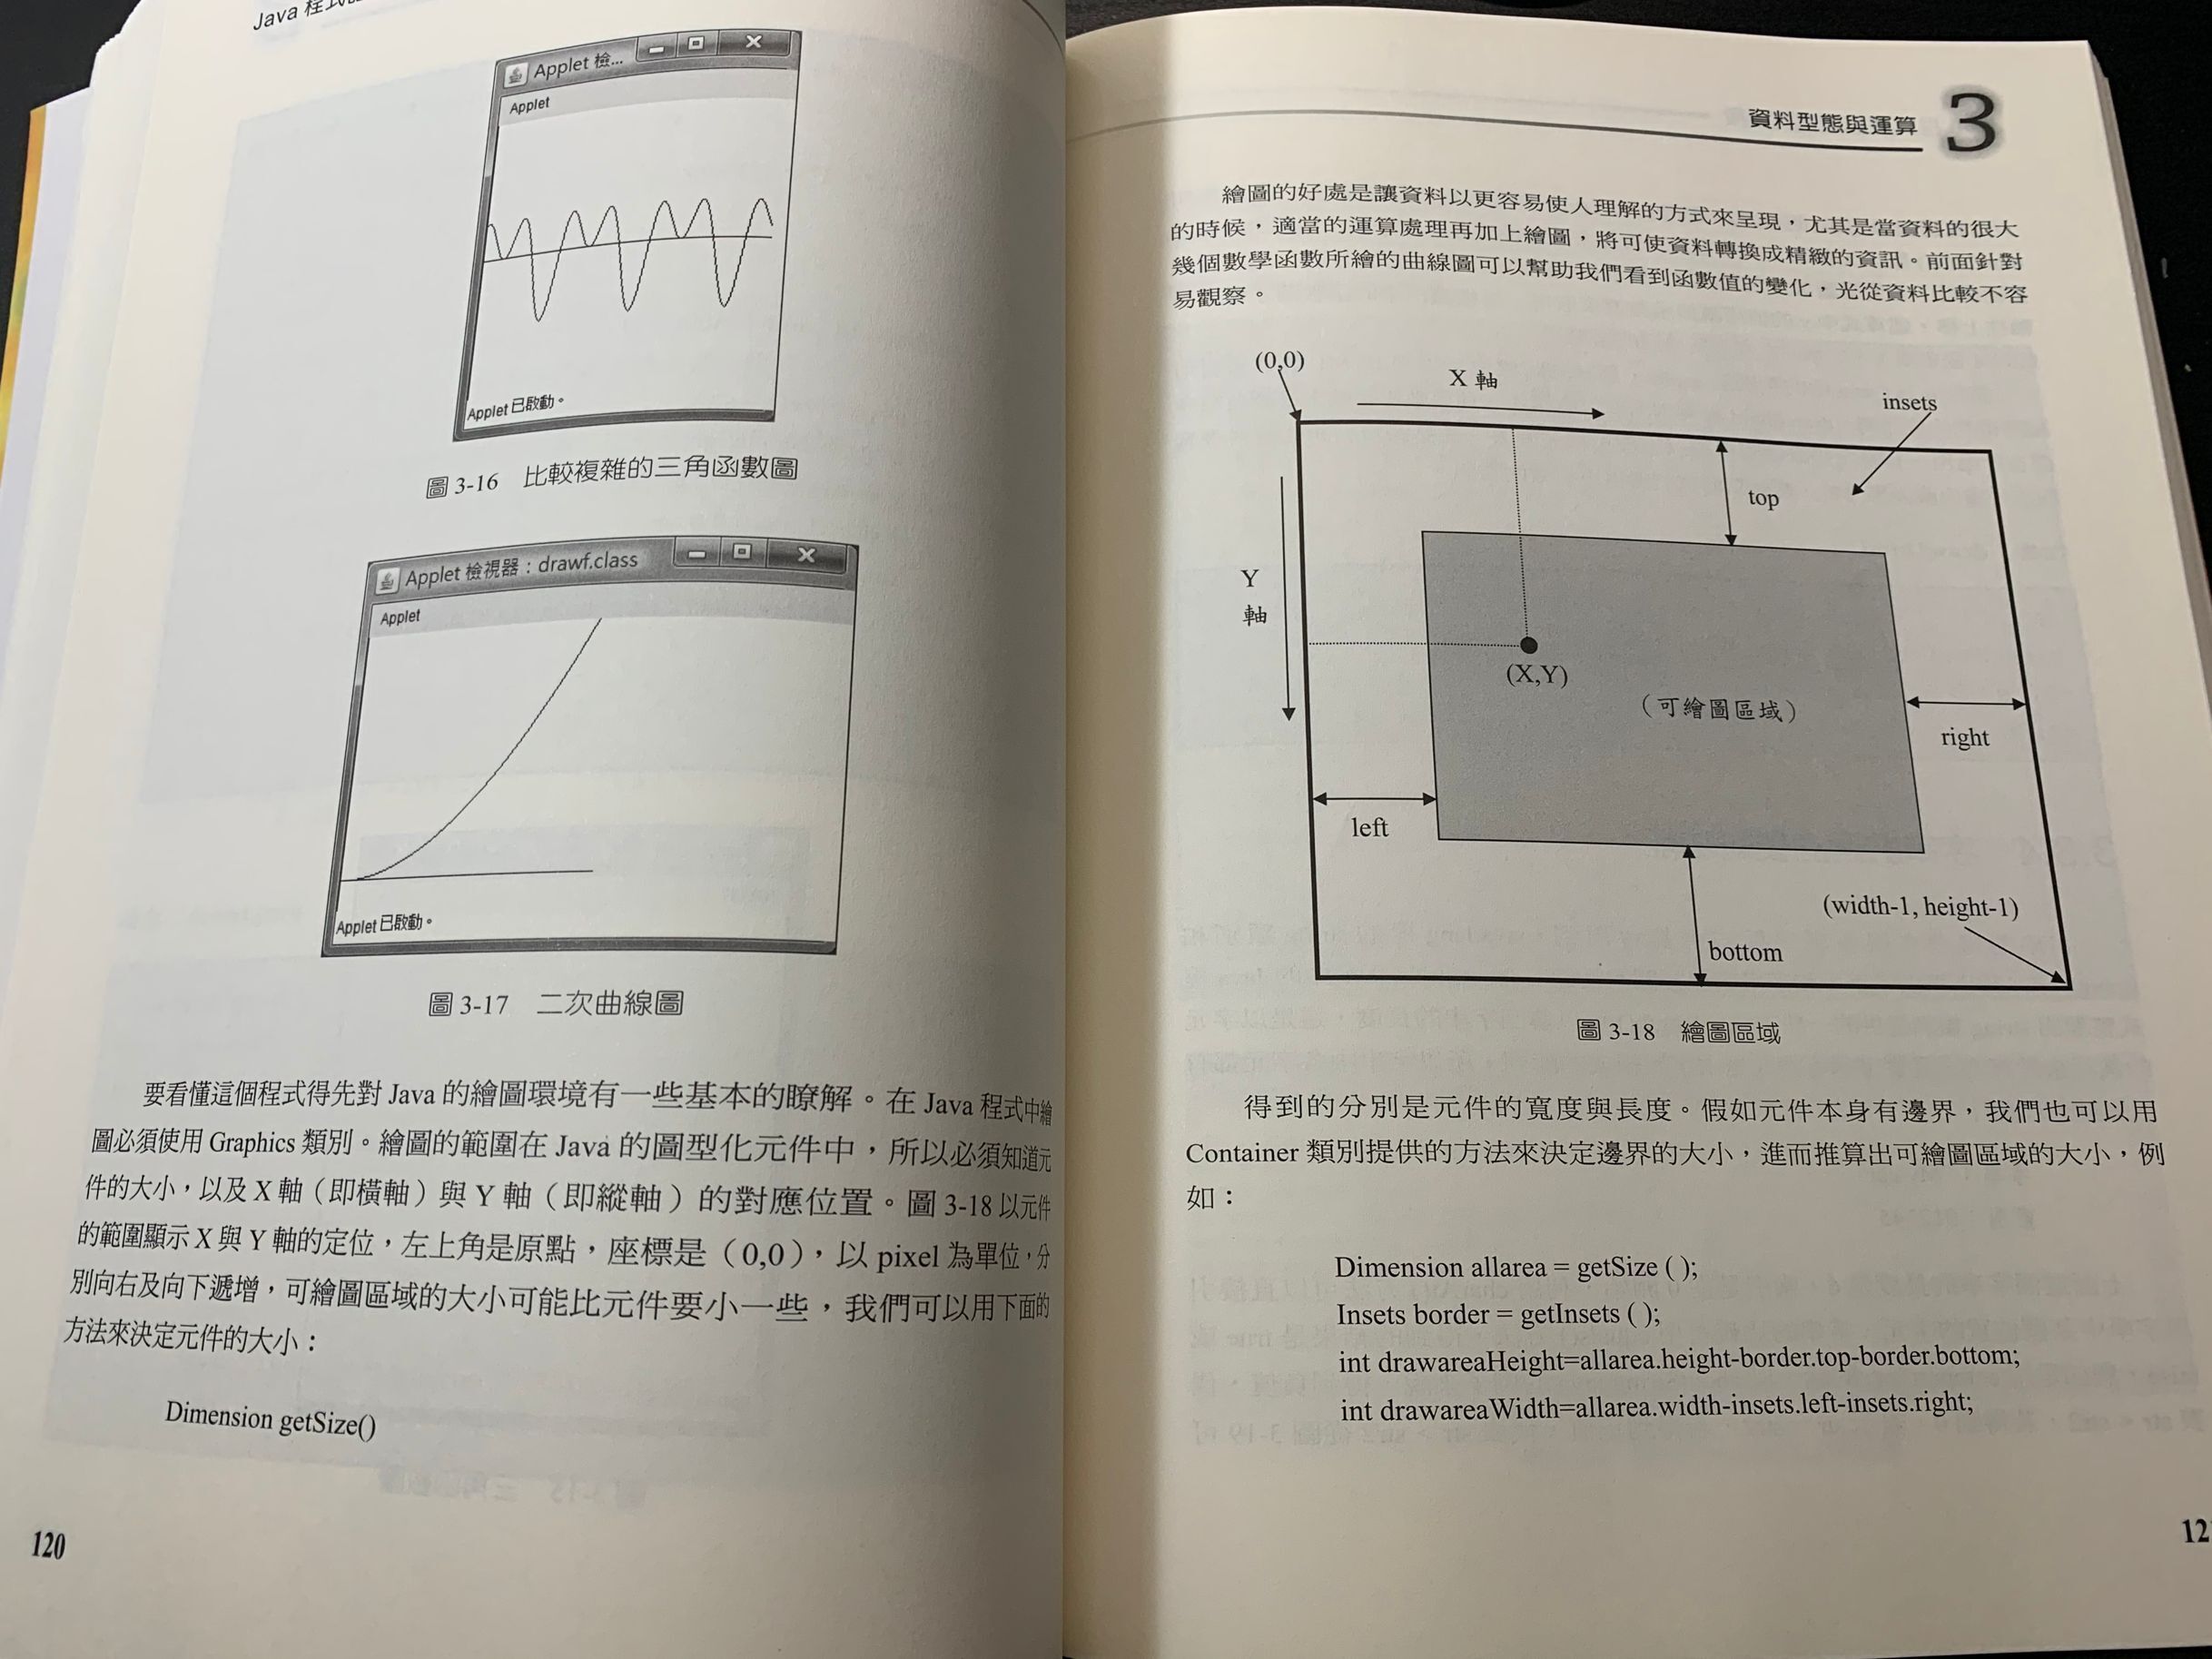 Java 程式
Applet 檢...
Applet
Applet 已啟動。
圖 3-16 比較複雜的三角函數圖
Applet 檢視器：drawf.class
Applet
Applet 已啟動。
圖 3-17 二次曲線圖
要看懂這個程式得先對 Java 的繪圖環境有一些基本的瞭解。在 Java 程式中繪
圖必須使用 Graphics 類別。繪圖的範圍在 Java 的圖型化元件中，所以必須知道元
件的大小，以及 X 軸（即橫軸）與 Y 軸（即縱軸）的對應位置。圖 3-18 以元件
的範圍顯示 X 與 Y 軸的定位，左上角是原點，座標是（0,0），以 pixel 為單位，分
別向右及向下遞增，可繪圖區域的大小可能比元件要小一些，我們可以用下面的
方法來決定元件的大小：
Dimension getSize()
120
資料型態與運算 3
繪圖的好處是讓資料以更容易使人理解的方式來呈現，尤其是當資料的很大
的時候，適當的運算處理再加上繪圖，將可使資料轉換成精緻的資訊。前面針對
幾個數學函數所繪的曲線圖可以幫助我們看到函數值的變化，光從資料比較不容
易觀察。
(0,0)
X 軸
insets
top
Y
軸
(X,Y)
（可繪圖區域）
right
left
(width-1, height-1)
bottom
圖 3-18 繪圖區域
得到的分別是元件的寬度與長度。假如元件本身有邊界，我們也可以用
Container 類別提供的方法來決定邊界的大小，進而推算出可繪圖區域的大小，例
如：
Dimension allarea = getSize ( );
Insets border = getInsets ( );
int drawareaHeight=allarea.height-border.top-border.bottom;
int drawareaWidth=allarea.width-insets.left-insets.right;